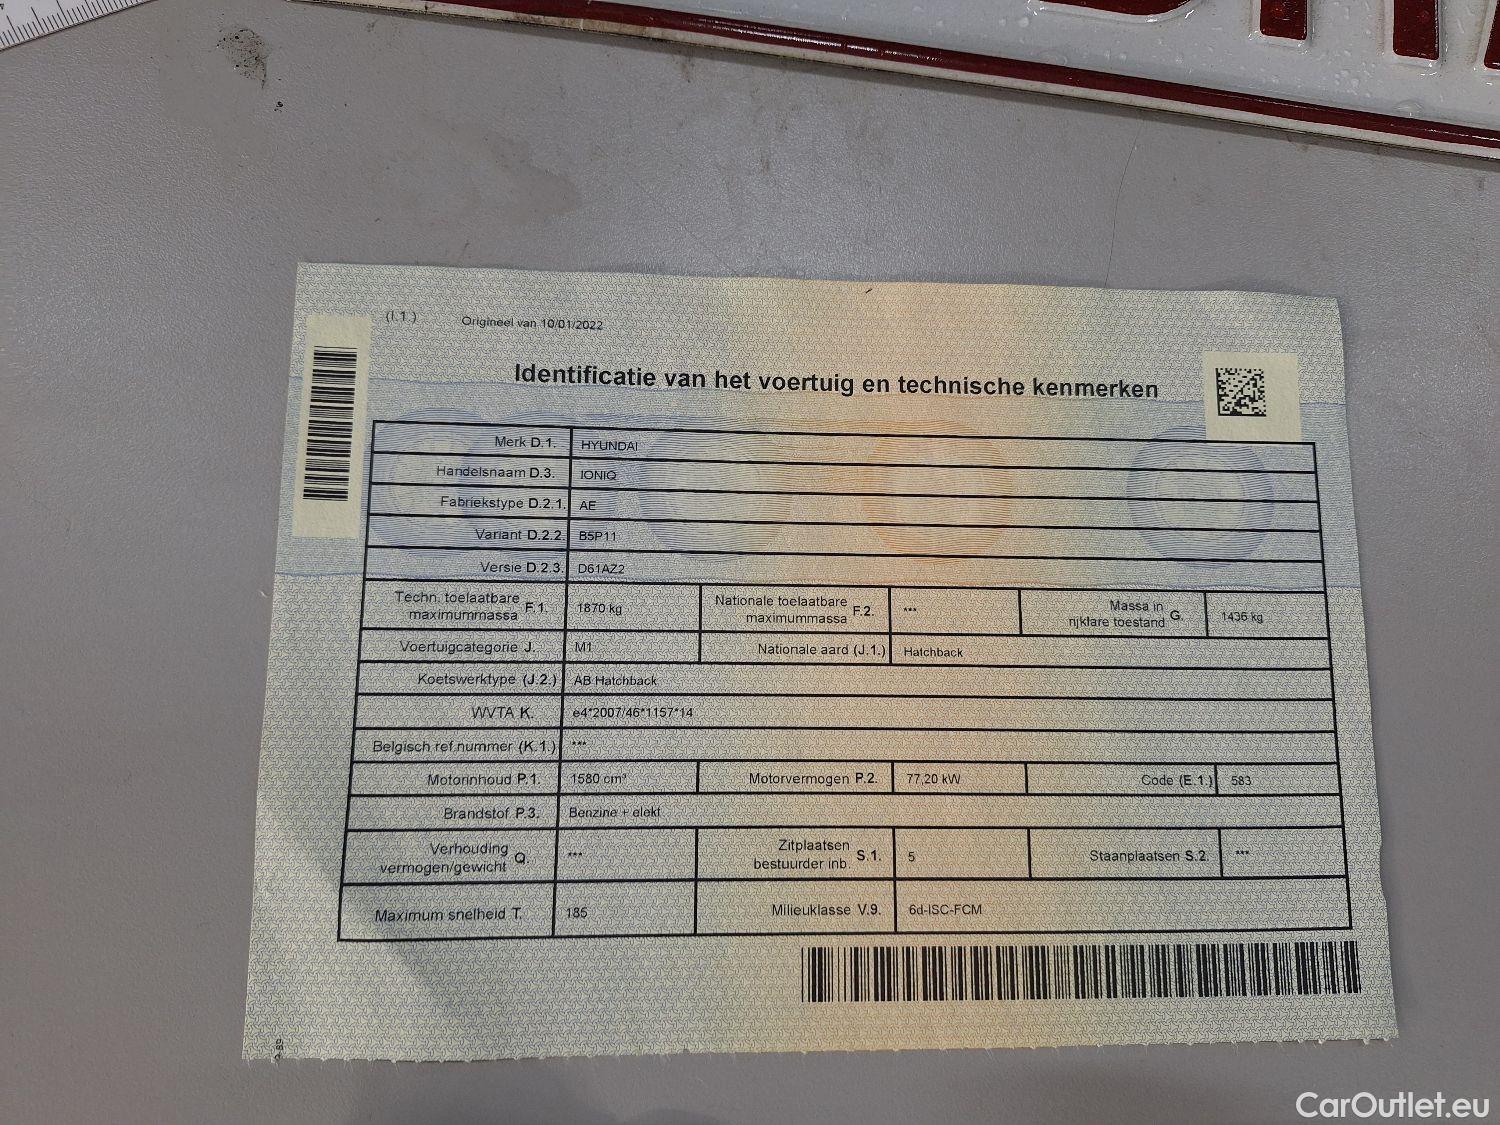 (I.1.)
Origineel van 10/01/2022
Identificatie van het voertuig en technische kenmerken
Merk D.1. HYUNDAI
Handelsnaam D.3. IONIQ
Fabriekstype D.2.1. AE
Variant D.2.2. B5P11
Versie D.2.3. D61AZ2
Techn. toelaatbare maximummassa F.1. 1870 kg Nationale toelaatbare maximummassa F.2. *** Massa in rijklare toestand G. 1436 kg
Voertuigcategorie J. M1 Nationale aard (J.1.) Hatchback
Koetswerktype (J.2.) AB Hatchback
WVTA K. e4*2007/46*1157*14
Belgisch ref.nummer (K.1.) ***
Motorinhoud P.1. 1580 cm³ Motorvermogen P.2. 77,20 kW Code (E.1.) 583
Brandstof P.3. Benzine + elekt
Verhouding vermogen/gewicht Q. *** Zitplaatsen bestuurder inb. S.1. 5 Staanplaatsen S.2. ***
Maximum snelheid T. 185 Milieuklasse V.9. 6d-ISC-FCM
CarOutlet.eu